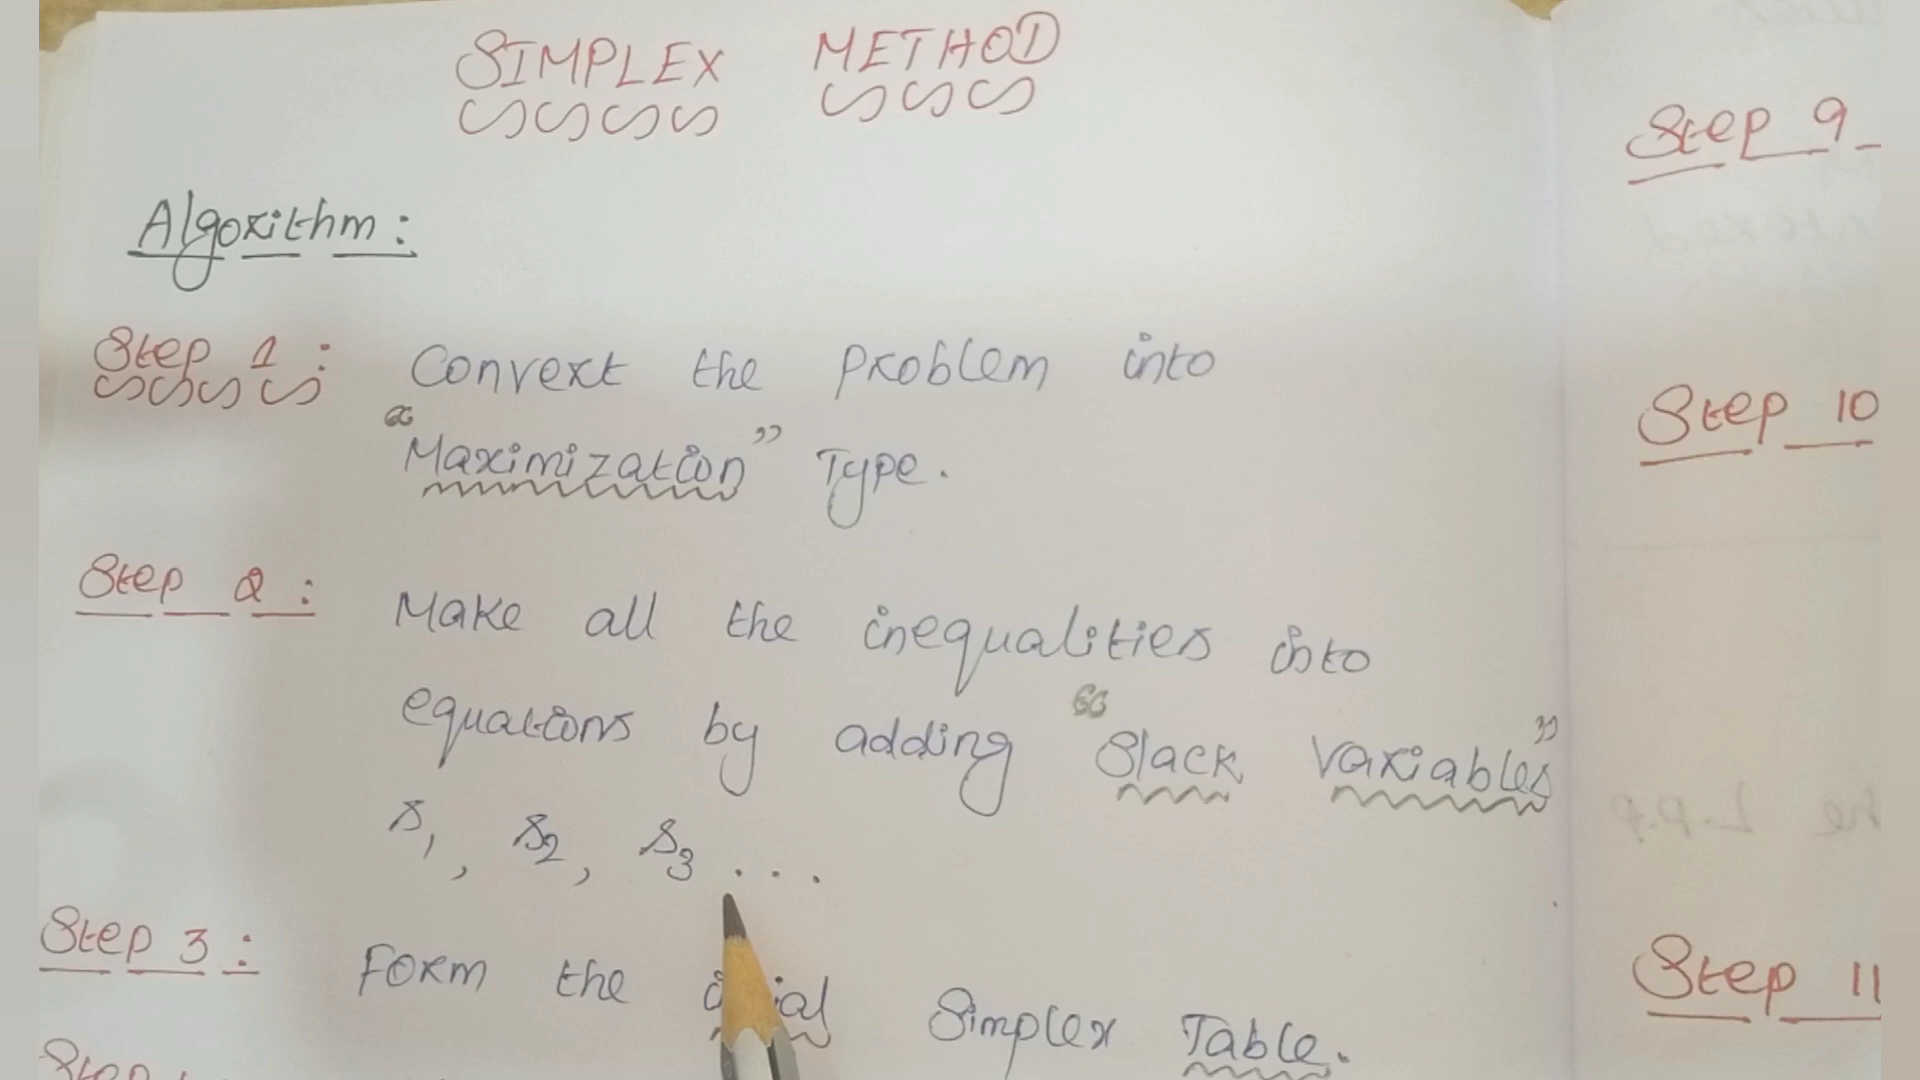 SIMPLEX METHOD
Algorithm:
Step 1: Convert the problem into
"Maximization" Type.
Step 2: Make all the inequalities into
equations by adding "Slack Variables"
s1, s2, s3 ...
Step 3: Form the Simplex Table.
Step
Step 9
Step 10
Step 11